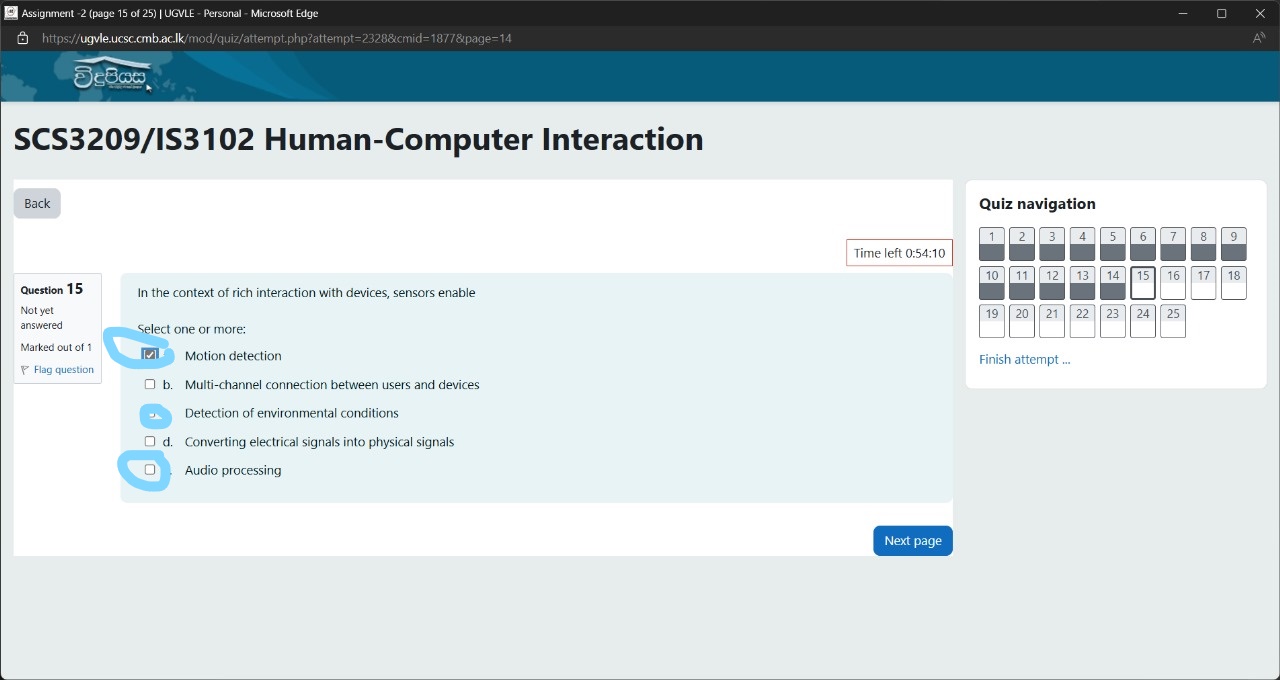 Assignment -2 (page 15 of 25) | UGVLE - Personal - Microsoft Edge
https://ugvle.ucsc.cmb.ac.lk/mod/quiz/attempt.php?attempt=2328&cmid=1877&page=14
විදුපියස
SCS3209/IS3102 Human-Computer Interaction
Back
Time left 0:54:10
Question 15
Not yet
answered
Marked out of 1
Flag question
In the context of rich interaction with devices, sensors enable
Select one or more:
Motion detection
b. Multi-channel connection between users and devices
Detection of environmental conditions
d. Converting electrical signals into physical signals
Audio processing
Next page
Quiz navigation
1 2 3 4 5 6 7 8 9
10 11 12 13 14 15 16 17 18
19 20 21 22 23 24 25
Finish attempt ...